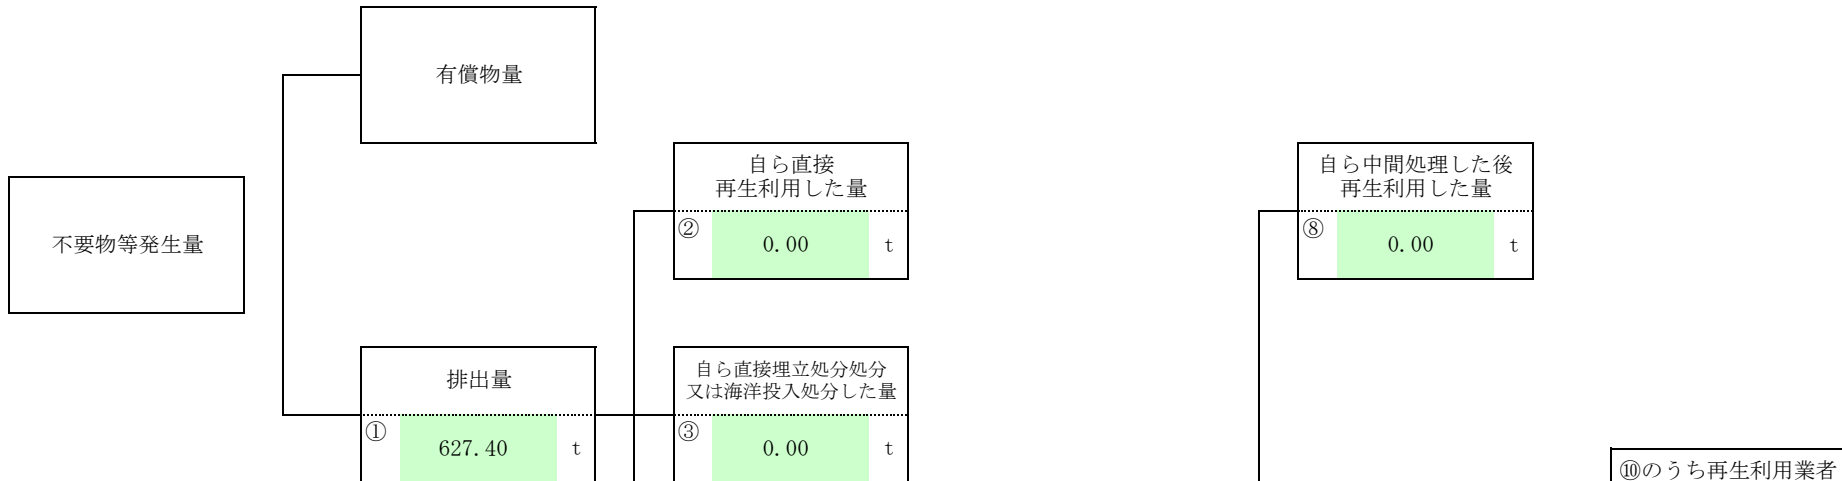 有償物量
自ら直接
再生利用した量
② 0.00 t
自ら中間処理した後
再生利用した量
⑧ 0.00 t
不要物等発生量
排出量
① 627.40 t
自ら直接埋立処分処分
又は海洋投入処分した量
③ 0.00 t
⑩のうち再生利用業者